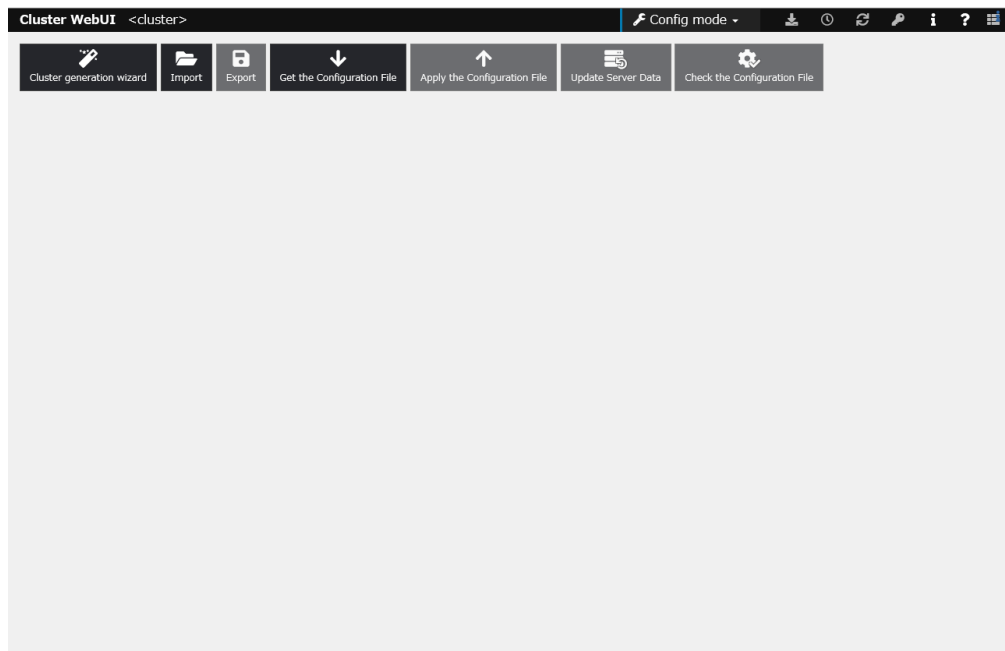 Cluster WebUI <cluster> Config mode
Cluster generation wizard Import Export Get the Configuration File Apply the Configuration File Update Server Data Check the Configuration File